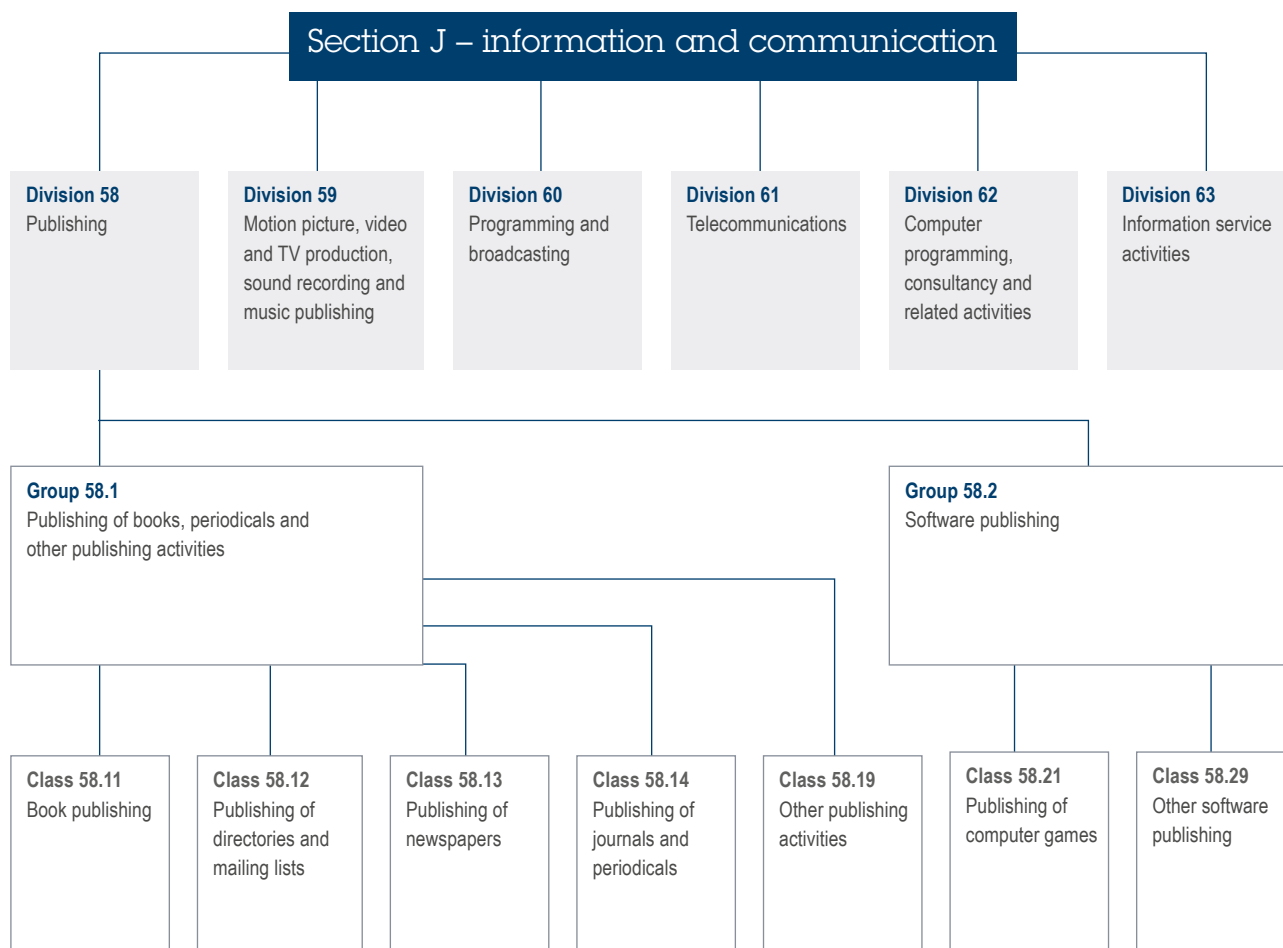 Section J – information and communication
Division 58
Publishing
Division 59
Motion picture, video
and TV production,
sound recording and
music publishing
Division 60
Programming and
broadcasting
Division 61
Telecommunications
Division 62
Computer
programming,
consultancy and
related activities
Division 63
Information service
activities
Group 58.1
Publishing of books, periodicals and
other publishing activities
Group 58.2
Software publishing
Class 58.11
Book publishing
Class 58.12
Publishing of
directories and
mailing lists
Class 58.13
Publishing of
newspapers
Class 58.14
Publishing of
journals and
periodicals
Class 58.19
Other publishing
activities
Class 58.21
Publishing of
computer games
Class 58.29
Other software
publishing